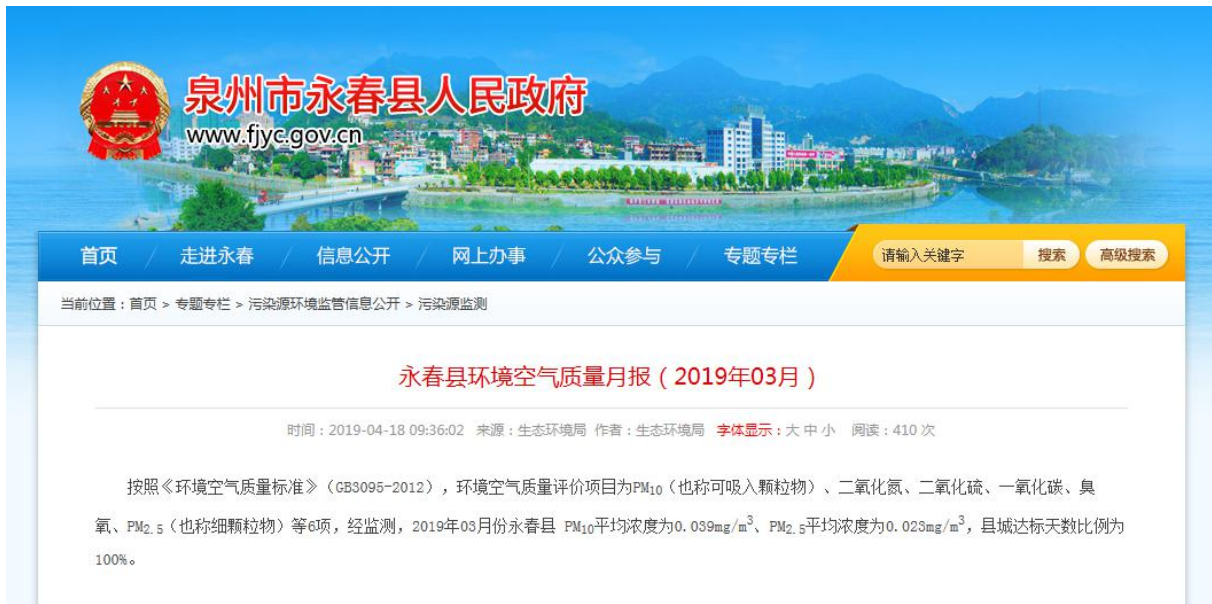 泉州市永春县人民政府
www.fjyc.gov.cn
首页 / 走进永春 / 信息公开 / 网上办事 / 公众参与 / 专题专栏
请输入关键字 搜索 高级搜索
当前位置：首页 > 专题专栏 > 污染源环境监管信息公开 > 污染源监测
永春县环境空气质量月报（2019年03月）
时间：2019-04-18 09:36:02 来源：生态环境局 作者：生态环境局 字体显示：大 中 小 阅读：410 次
按照《环境空气质量标准》（GB3095-2012），环境空气质量评价项目为PM₁₀（也称可吸入颗粒物）、二氧化氮、二氧化硫、一氧化碳、臭
氧、PM₂.₅（也称细颗粒物）等6项，经监测，2019年03月份永春县 PM₁₀平均浓度为0.039mg/m³、PM₂.₅平均浓度为0.023mg/m³，县城达标天数比例为
100%。